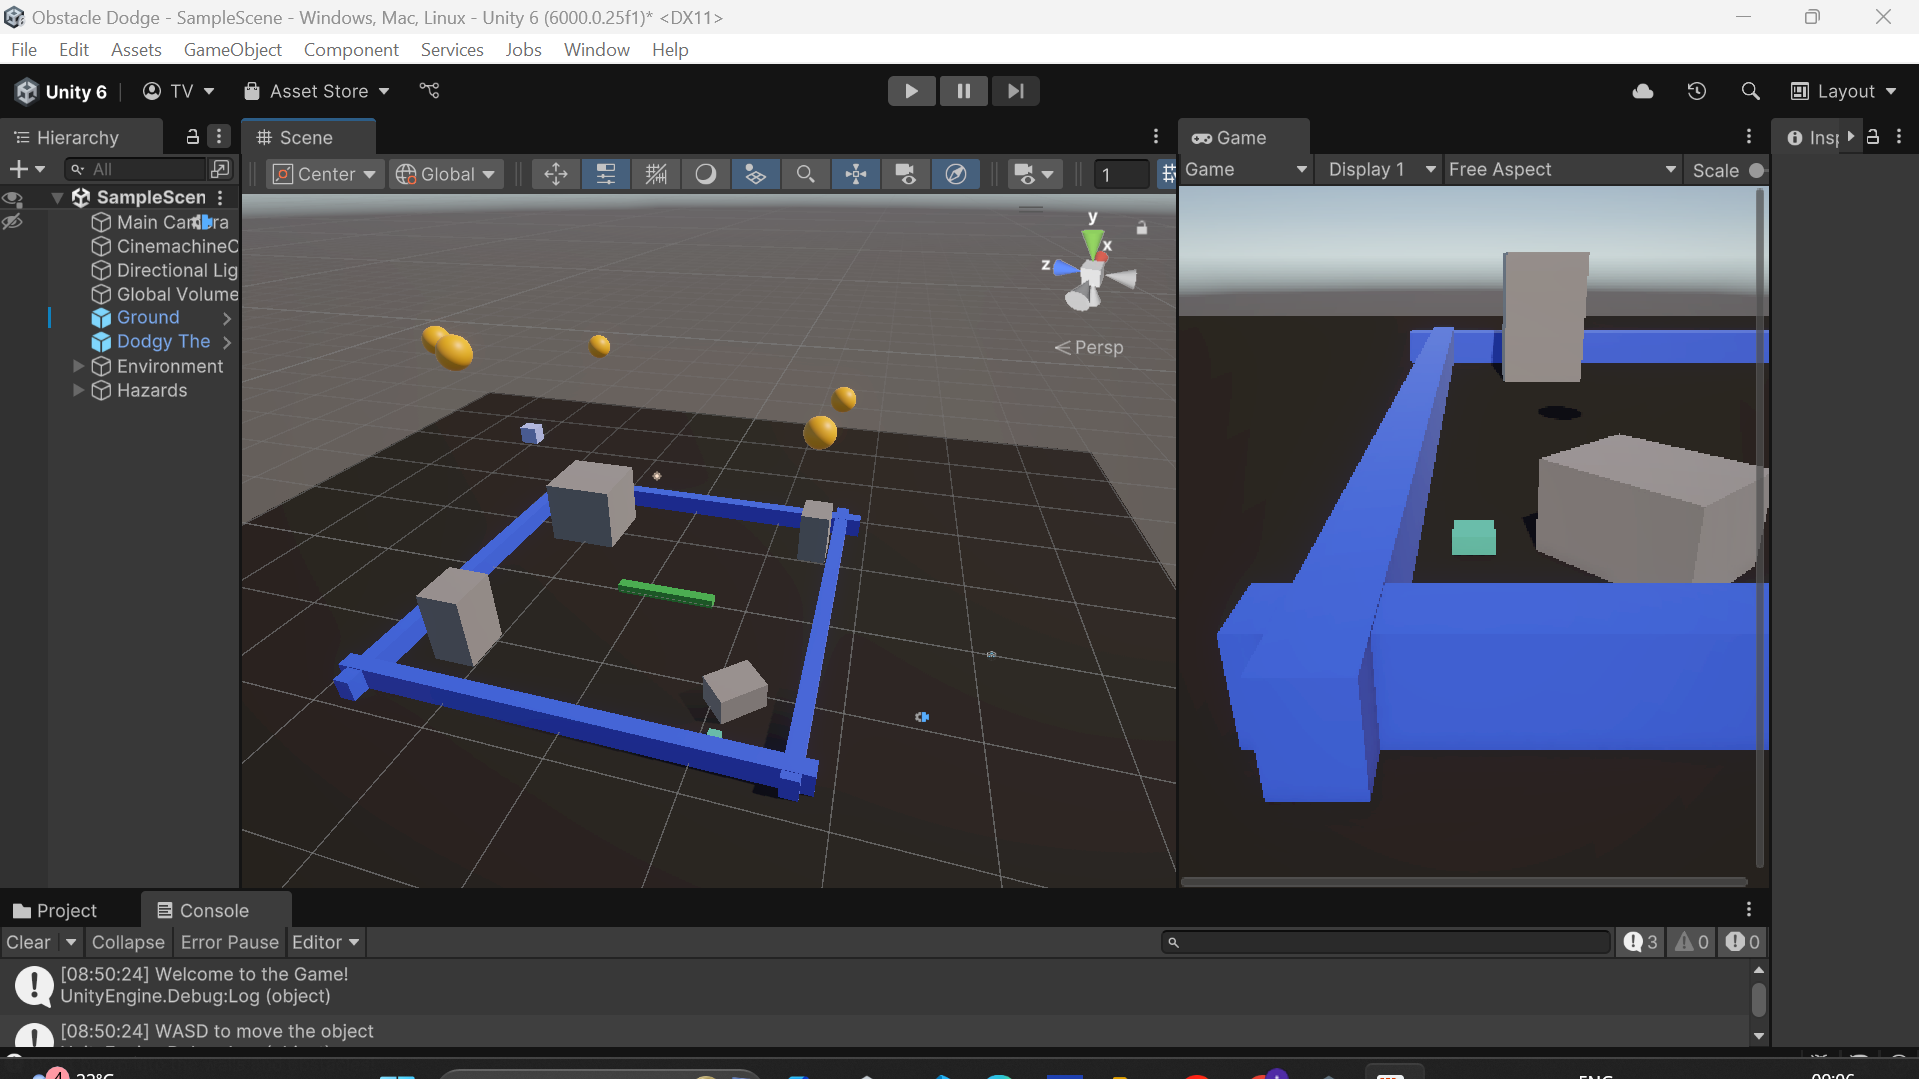 Obstacle Dodge - SampleScene - Windows, Mac, Linux - Unity 6 (6000.0.25f1)* <DX11>
File Edit Assets GameObject Component Services Jobs Window Help
Unity 6 TV Asset Store Layout
Hierarchy Scene Game
All Center Global 1 Game Display 1 Free Aspect Scale
SampleScen
Main Camera
CinemachineC
Directional Lig
Global Volume
Ground
Dodgy The
Environment
Hazards
y
x
z
Persp
Project Console
Clear Collapse Error Pause Editor 3 0 0
[08:50:24] Welcome to the Game!
UnityEngine.Debug:Log (object)
[08:50:24] WASD to move the object
4